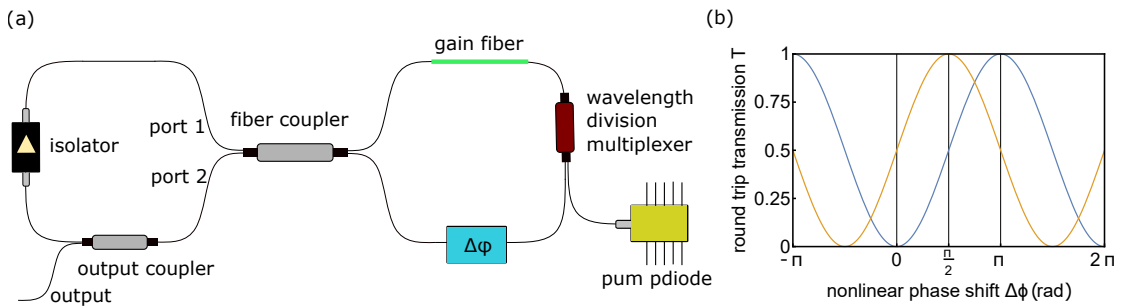 (a)
gain fiber
port 1
fiber coupler
wavelength
division
multiplexer
isolator
port 2
Δφ
output coupler
output
pum pdiode
(b)
round trip transmission T
1
0.75
0.5
0.25
0
-π
0
π
2
π
2π
nonlinear phase shift Δϕ (rad)